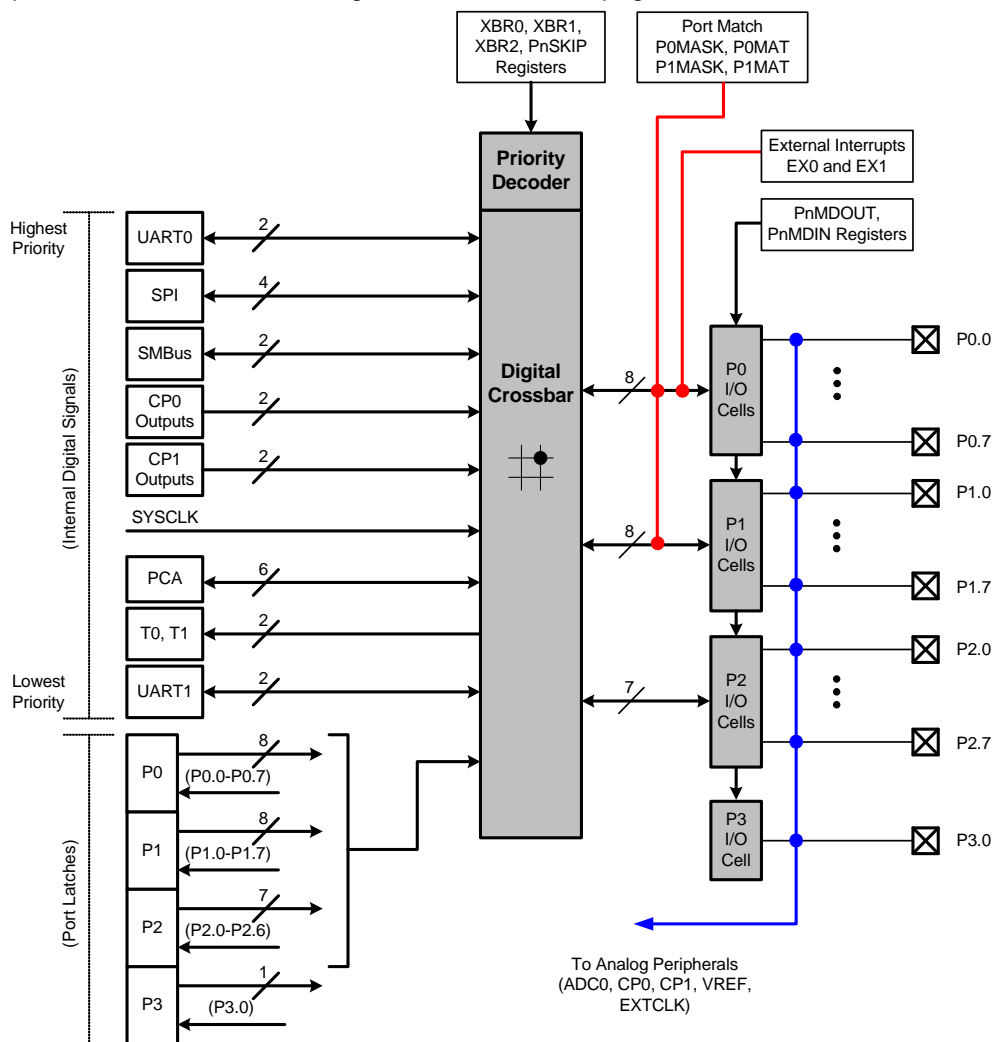 XBR0, XBR1,
XBR2, PnSKIP
Registers
Port Match
P0MASK, P0MAT
P1MASK, P1MAT
External Interrupts
EX0 and EX1
PnMDOUT,
PnMDIN Registers
Priority
Decoder
Highest
Priority
UART0
2
SPI
4
SMBus
2
CP0
Outputs
2
CP1
Outputs
2
SYSCLK
PCA
6
T0, T1
2
UART1
2
Lowest
Priority
(Internal Digital Signals)
Digital
Crossbar
8
P0
I/O
Cells
P0.0
P0.7
8
P1
I/O
Cells
P1.0
P1.7
7
P2
I/O
Cells
P2.0
P2.7
P3
I/O
Cell
P3.0
(Port Latches)
P0
8
(P0.0-P0.7)
P1
8
(P1.0-P1.7)
P2
7
(P2.0-P2.6)
P3
1
(P3.0)
To Analog Peripherals
(ADC0, CP0, CP1, VREF,
EXTCLK)